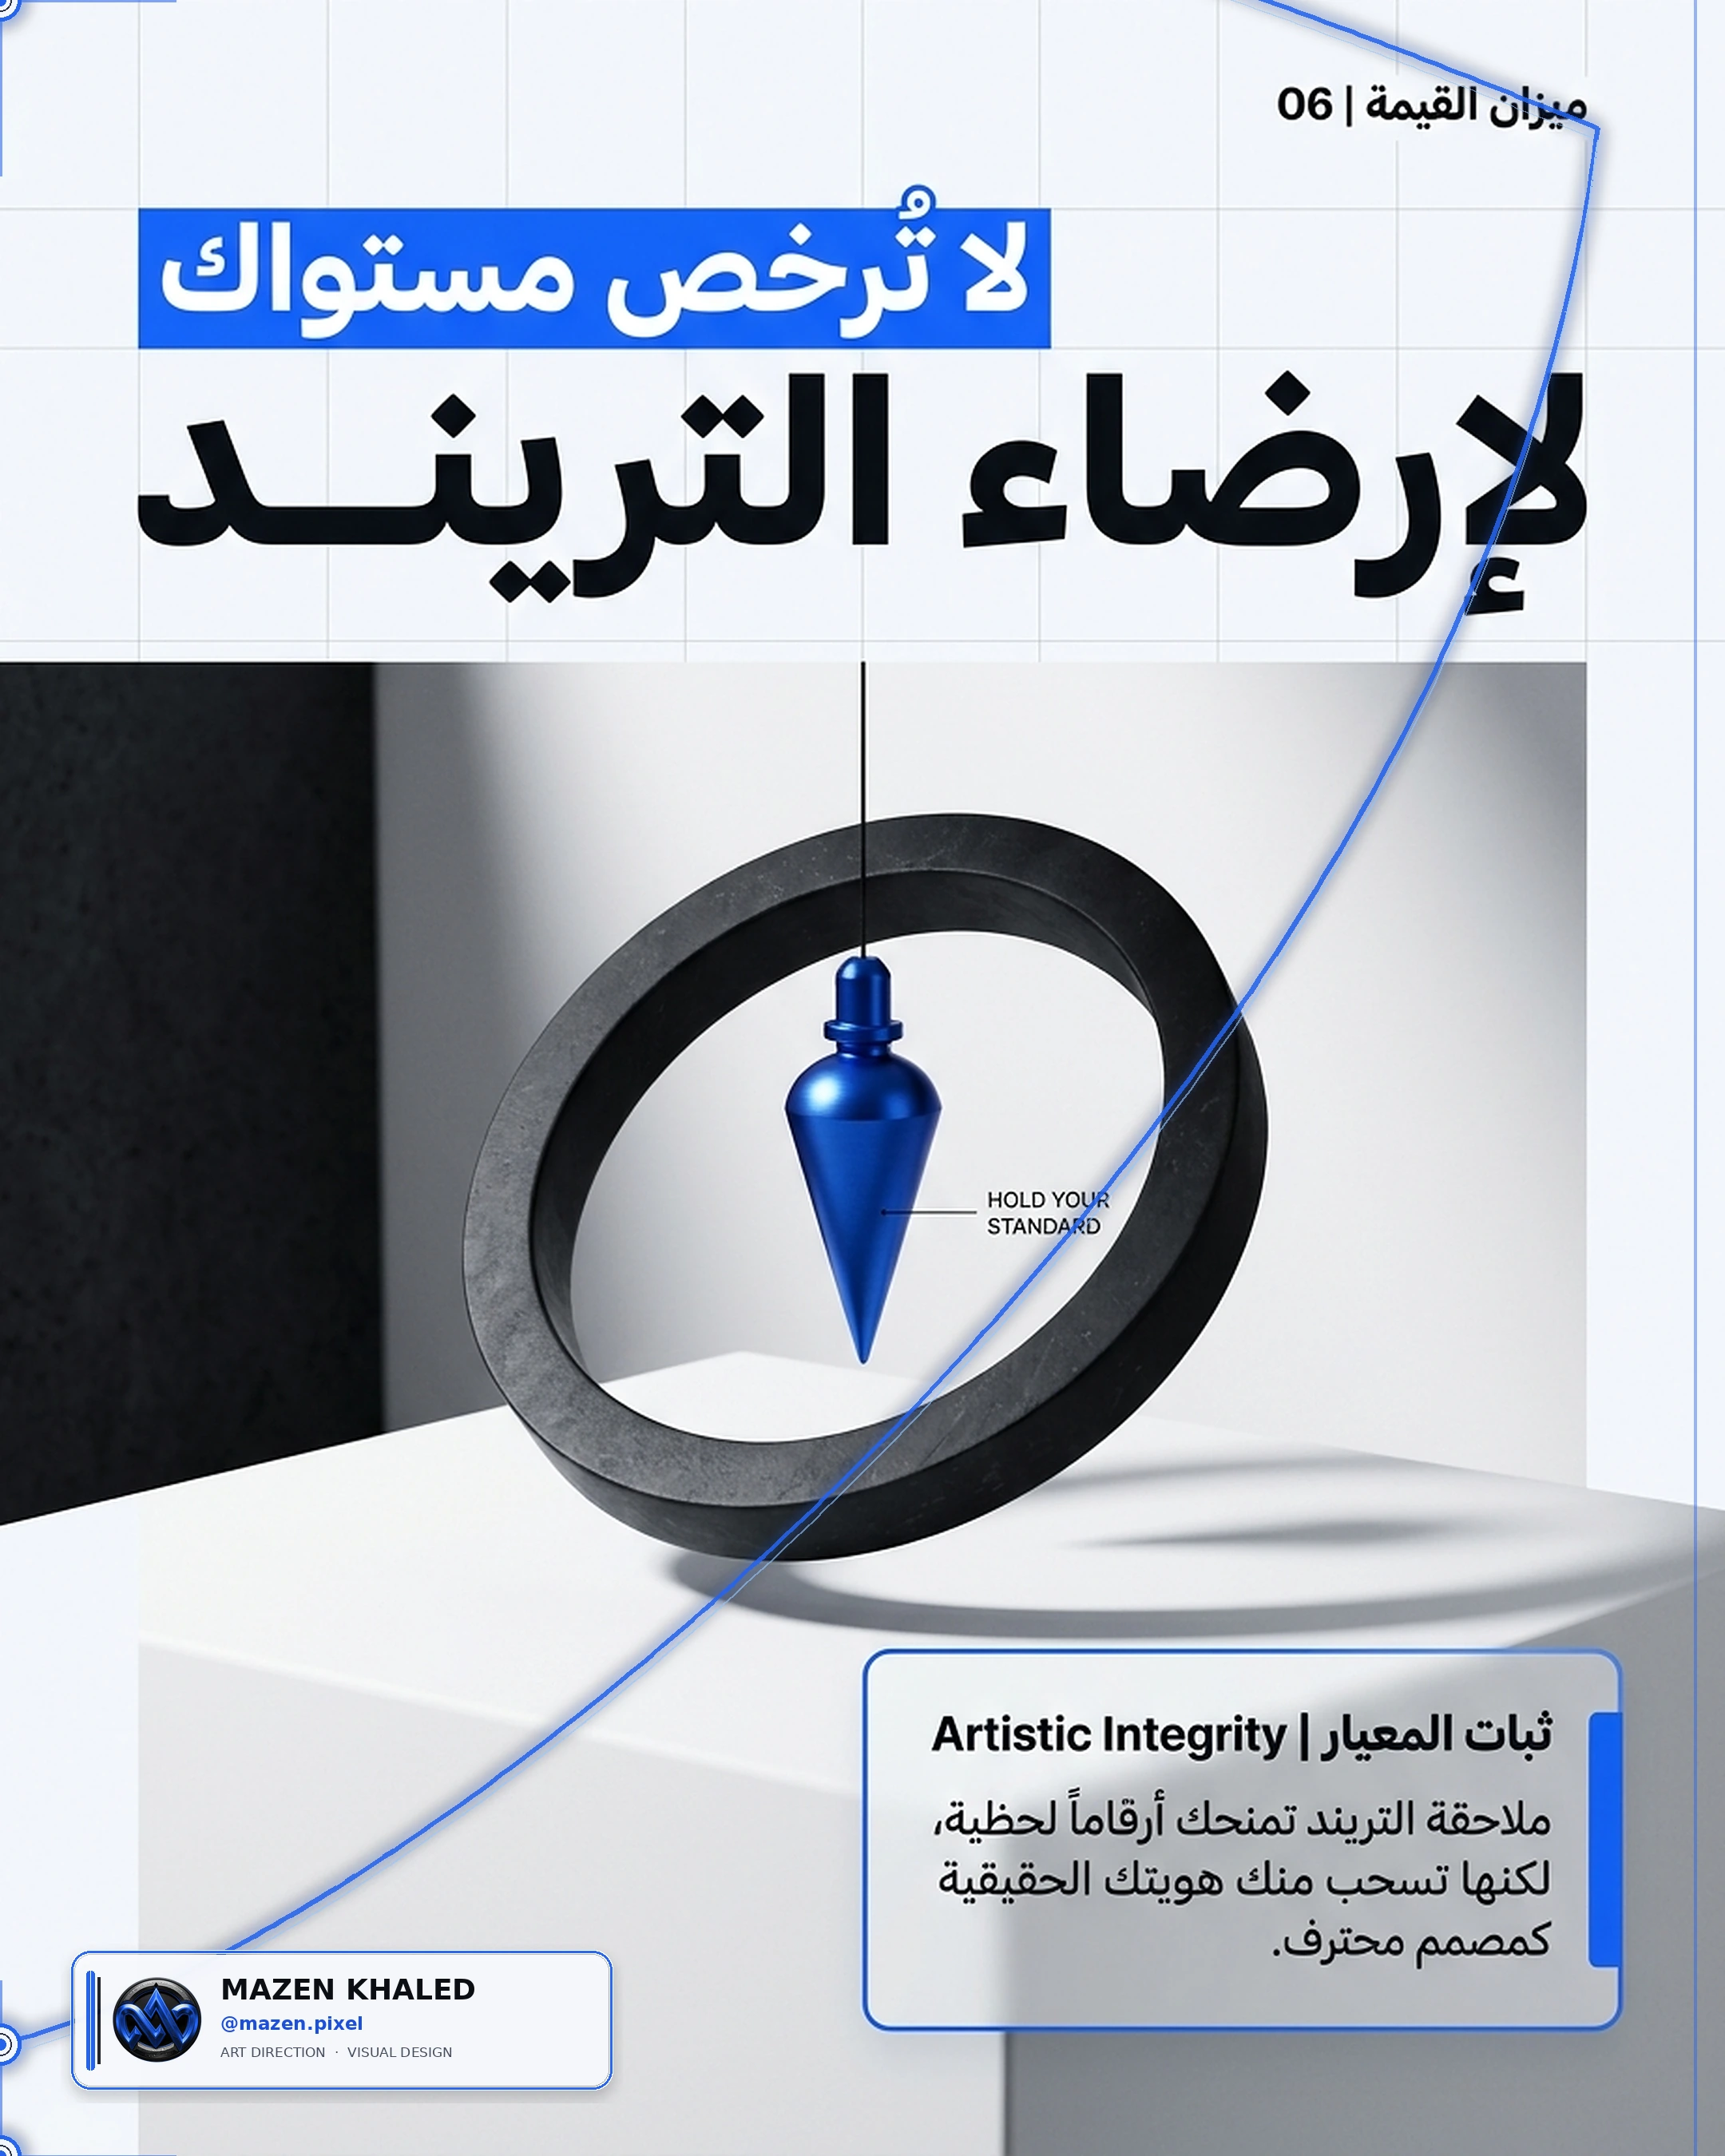 ميزان القيمة | 06
لا تُرخص مستواك
لإرضاء الترينـــد
HOLD YOUR
STANDARD
ثبات المعيار | Artistic Integrity
ملاحقة التريند تمنحك أرقاماً لحظية،
لكنها تسحب منك هويتك الحقيقية
كمصمم محترف.
MAZEN KHALED
@mazen.pixel
ART DIRECTION · VISUAL DESIGN